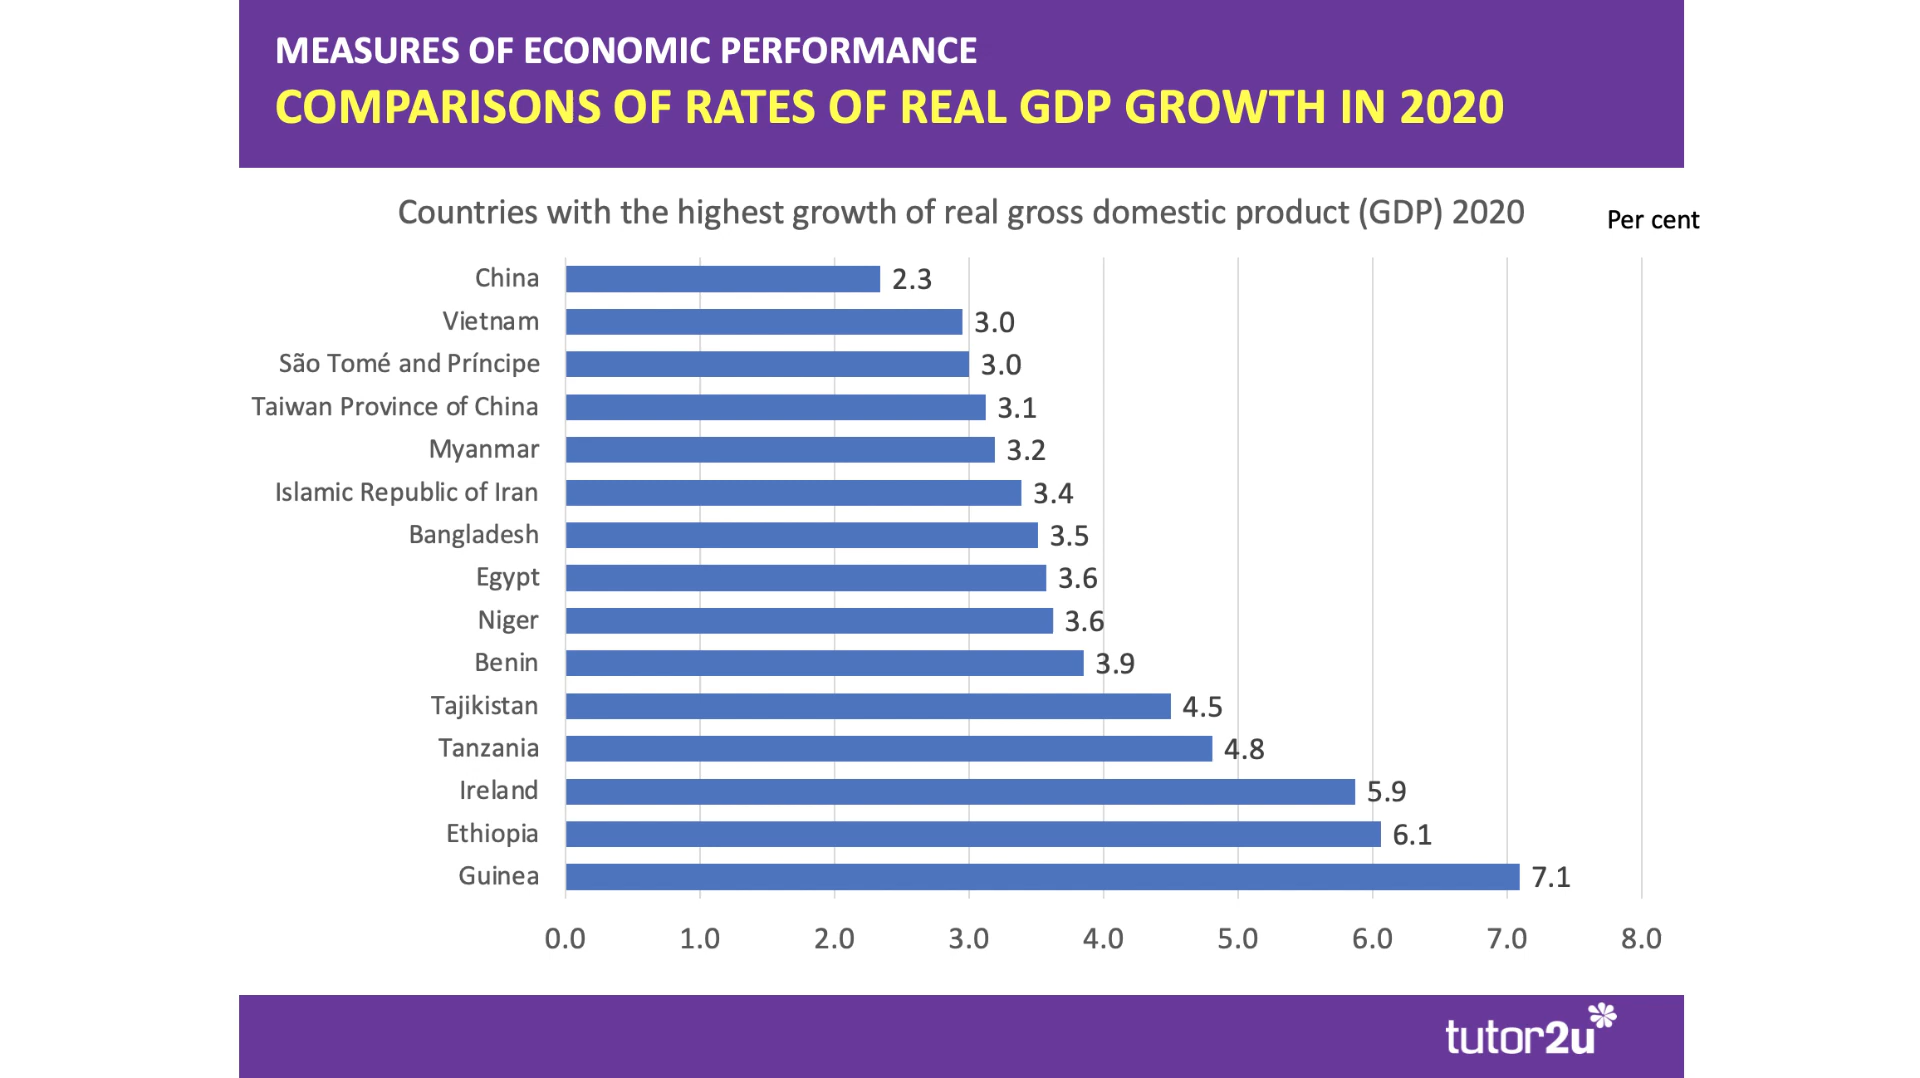 MEASURES OF ECONOMIC PERFORMANCE
COMPARISONS OF RATES OF REAL GDP GROWTH IN 2020
Countries with the highest growth of real gross domestic product (GDP) 2020
Per cent
China 2.3
Vietnam 3.0
São Tomé and Príncipe 3.0
Taiwan Province of China 3.1
Myanmar 3.2
Islamic Republic of Iran 3.4
Bangladesh 3.5
Egypt 3.6
Niger 3.6
Benin 3.9
Tajikistan 4.5
Tanzania 4.8
Ireland 5.9
Ethiopia 6.1
Guinea 7.1
0.0 1.0 2.0 3.0 4.0 5.0 6.0 7.0 8.0
tutor2u